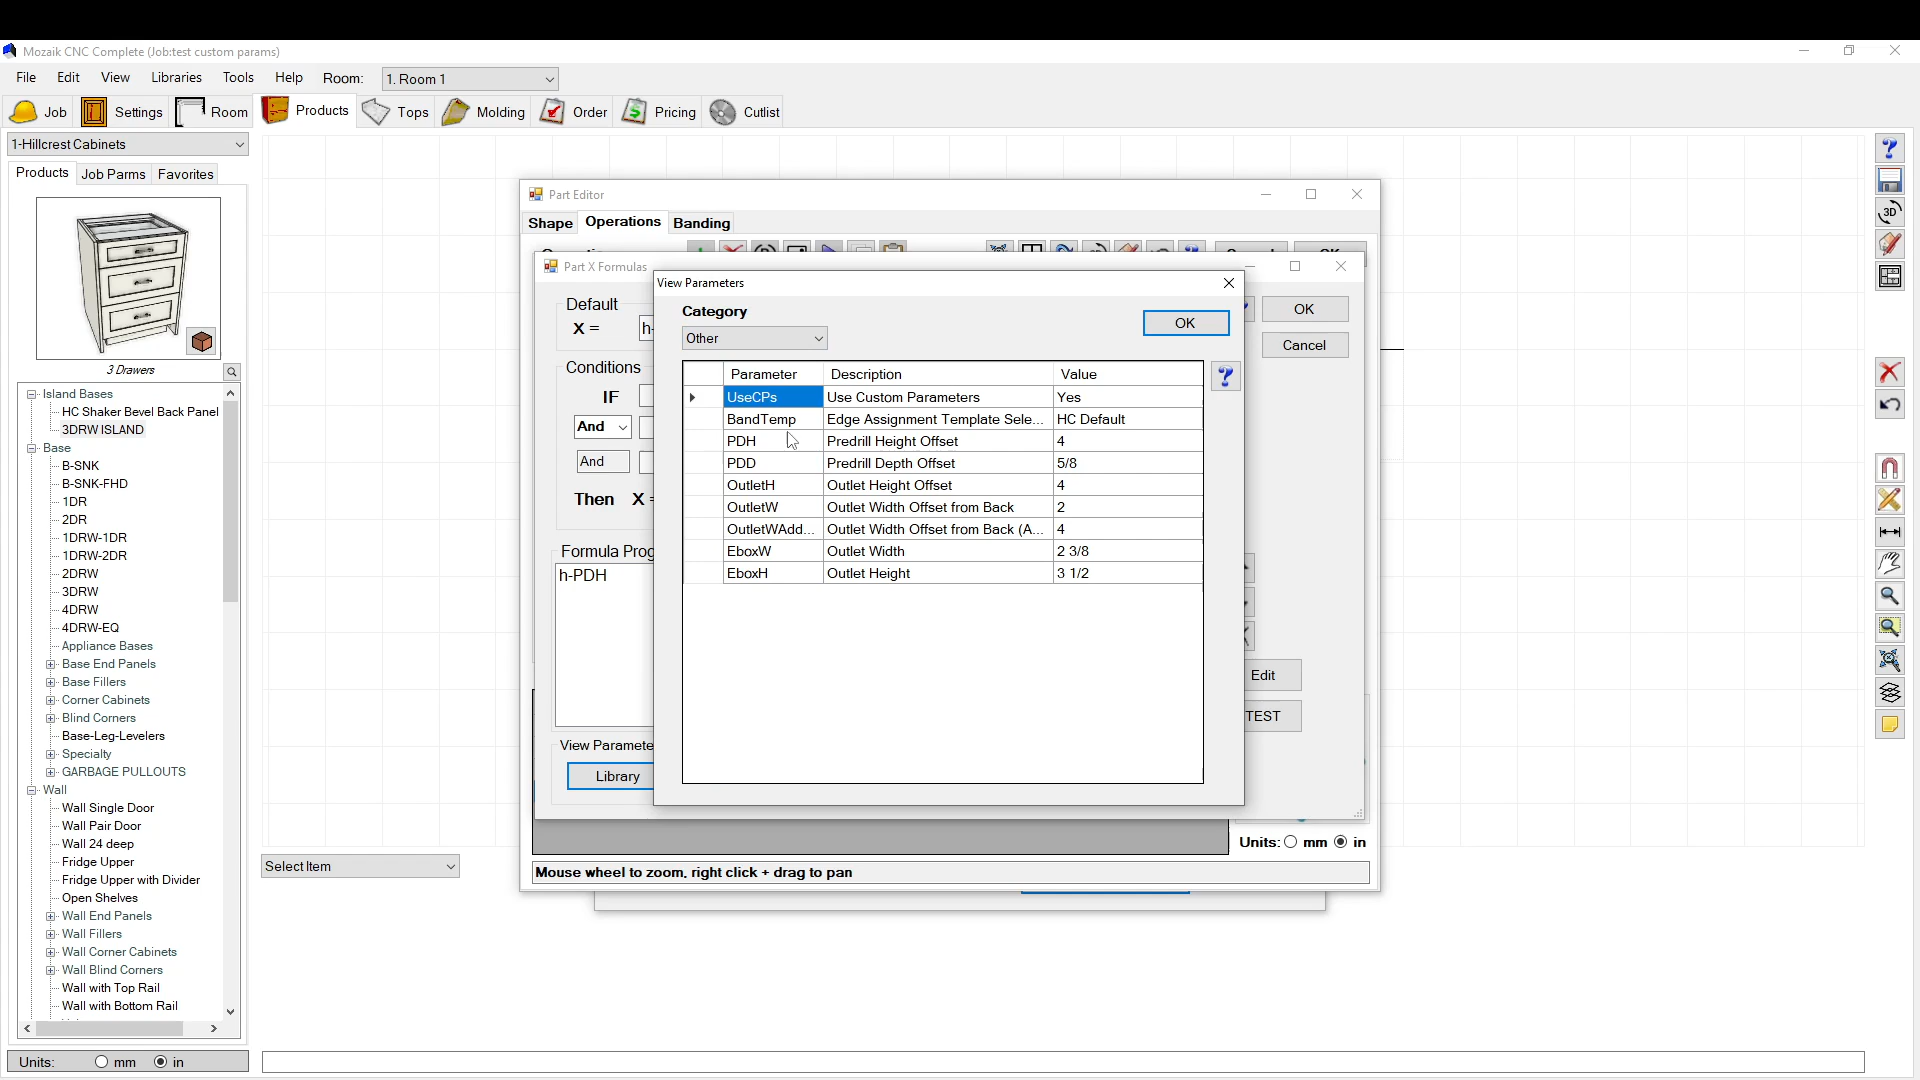 Mozaik CNC Complete (Job:test custom params)
File Edit View Libraries Tools Help Room: 1. Room 1
Job Settings Room Products Tops Molding Order Pricing Cutlist
1-Hillcrest Cabinets
Products Job Parms Favorites
3 Drawers
Island Bases
HC Shaker Bevel Back Panel
3DRW ISLAND
Base
B-SNK
B-SNK-FHD
1DR
2DR
1DRW-1DR
1DRW-2DR
2DRW
3DRW
4DRW
4DRW-EQ
Appliance Bases
Base End Panels
Base Fillers
Corner Cabinets
Blind Corners
Base-Leg-Levelers
Specialty
GARBAGE PULLOUTS
Wall
Wall Single Door
Wall Pair Door
Wall 24 deep
Fridge Upper
Fridge Upper with Divider
Open Shelves
Wall End Panels
Wall Fillers
Wall Corner Cabinets
Wall Blind Corners
Wall with Top Rail
Wall with Bottom Rail
Units: mm in
Select Item
Part Editor
Shape Operations Banding
Part X Formulas
Default
X = h-
Conditions
IF
And
And
Then X =
Formula Prog
h-PDH
View Paramete
Library
OK
Cancel
Edit
TEST
View Parameters
Category
Other
OK
Parameter Description Value
UseCPs Use Custom Parameters Yes
BandTemp Edge Assignment Template Sele... HC Default
PDH Predrill Height Offset 4
PDD Predrill Depth Offset 5/8
OutletH Outlet Height Offset 4
OutletW Outlet Width Offset from Back 2
OutletWAdd... Outlet Width Offset from Back (A... 4
EboxW Outlet Width 2 3/8
EboxH Outlet Height 3 1/2
Units: mm in
Mouse wheel to zoom, right click + drag to pan
3D